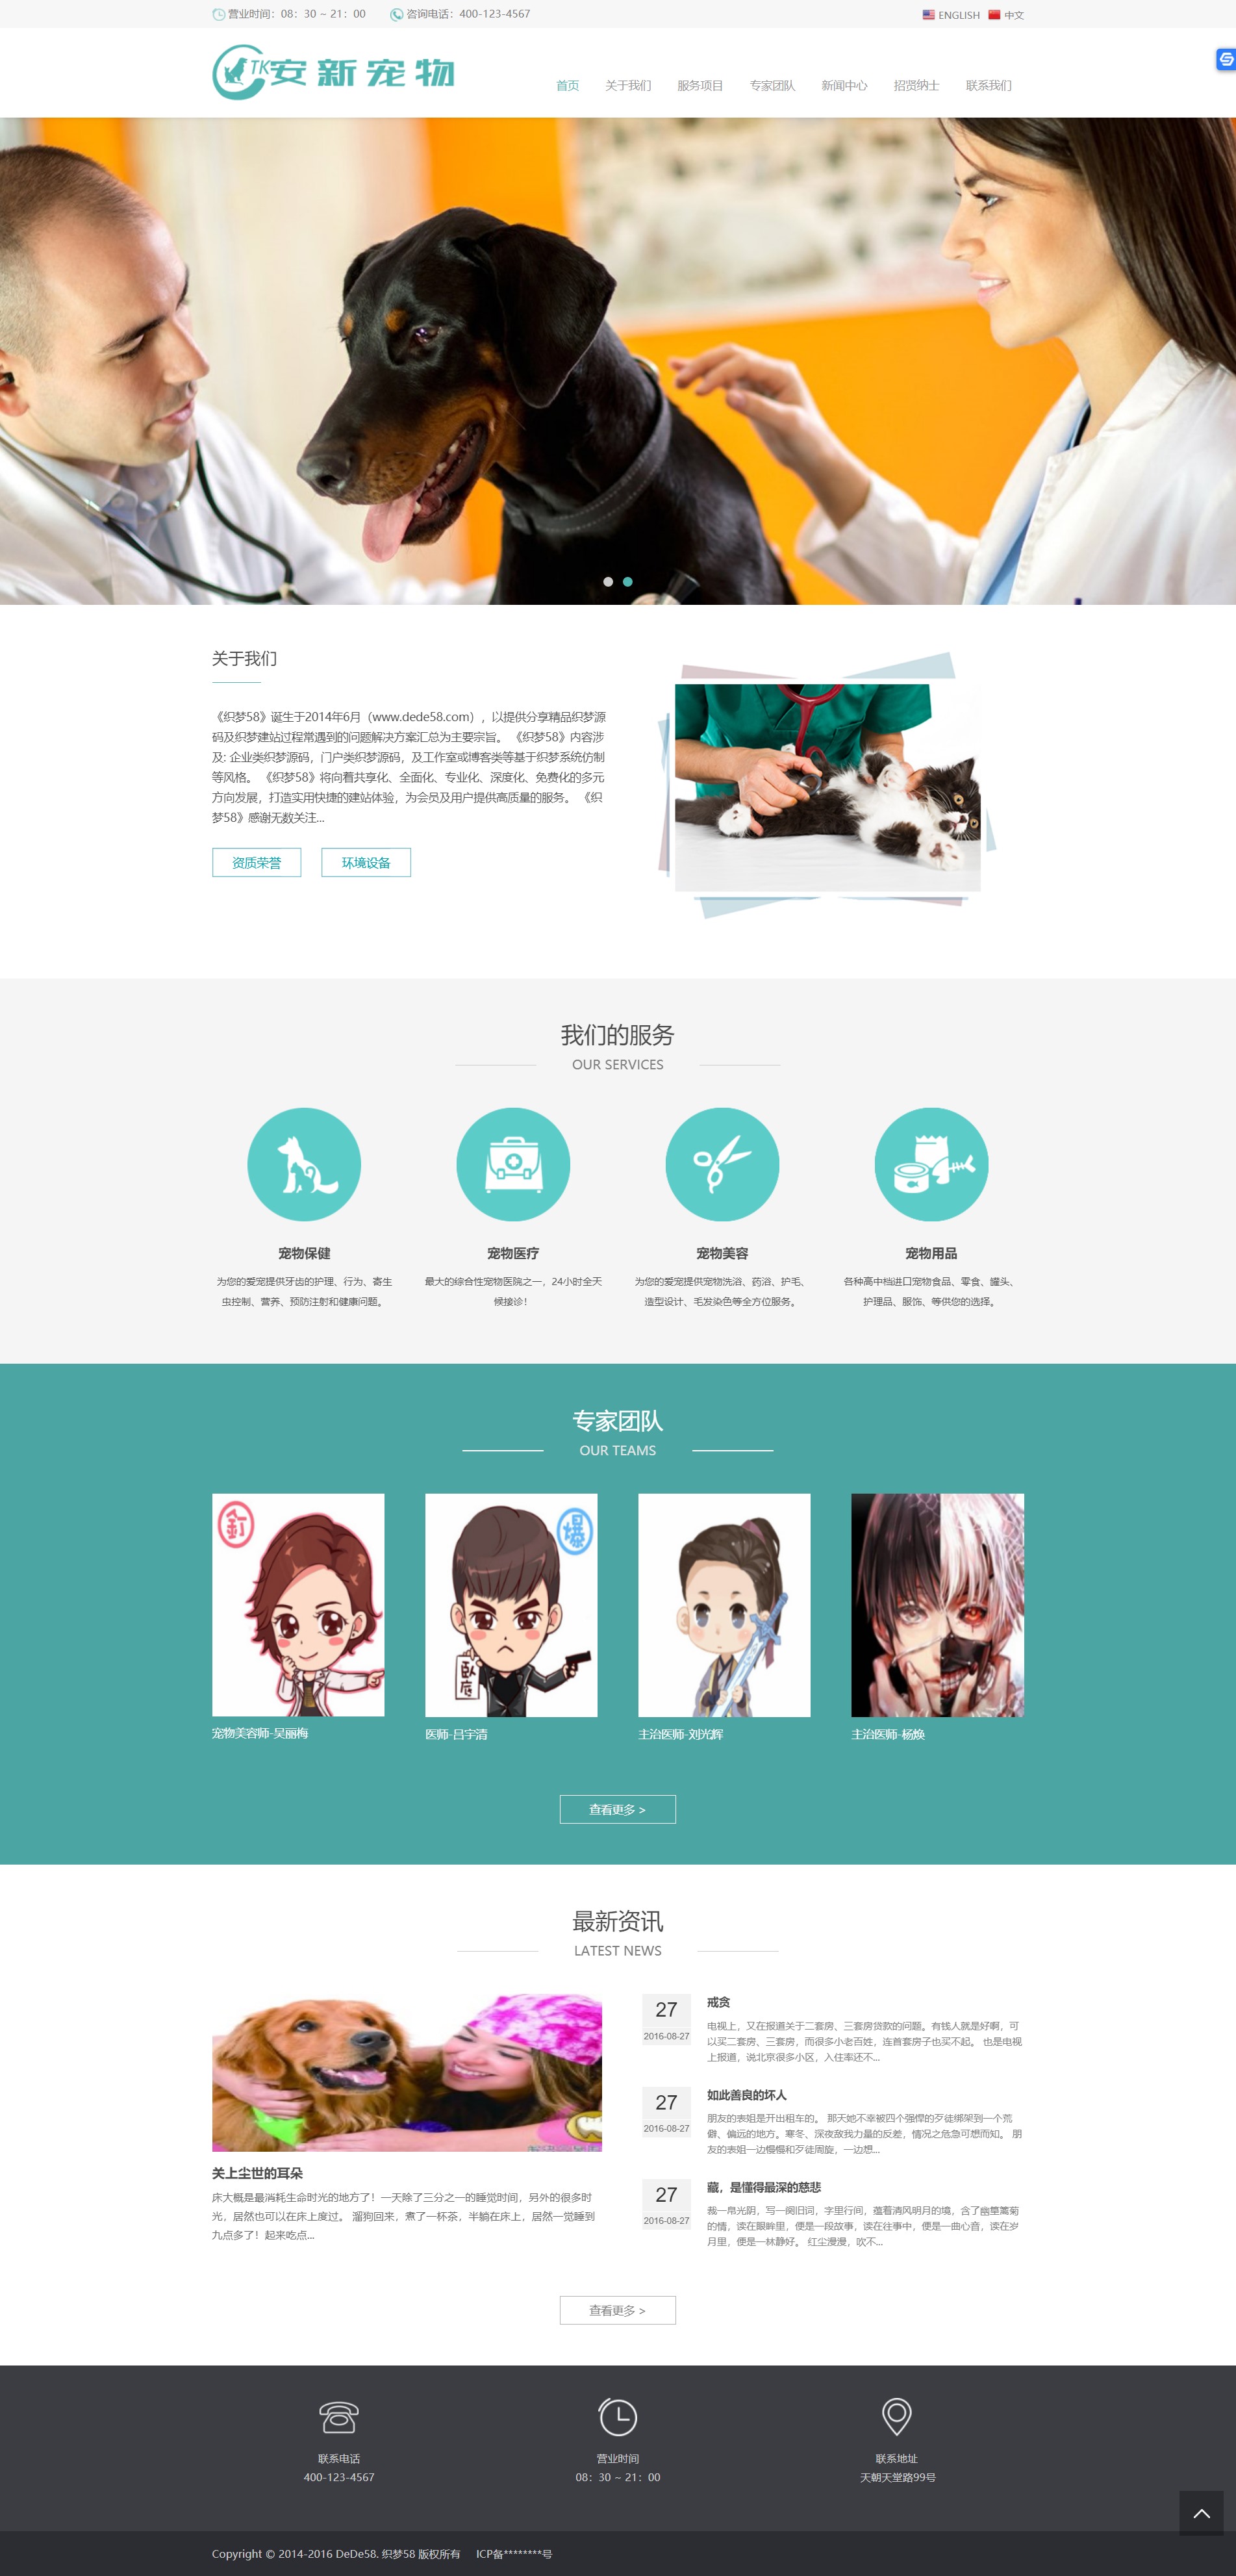 营业时间：08：30 ~ 21：00
咨询电话：400-123-4567
ENGLISH
中文
TK安新宠物
首页
关于我们
服务项目
专家团队
新闻中心
招贤纳士
联系我们
关于我们
《织梦58》诞生于2014年6月（www.dede58.com），以提供分享精品织梦源
码及织梦建站过程常遇到的问题解决方案汇总为主要宗旨。 《织梦58》内容涉
及: 企业类织梦源码，门户类织梦源码，及工作室或博客类等基于织梦系统仿制
等风格。 《织梦58》将向着共享化、全面化、专业化、深度化、免费化的多元
方向发展，打造实用快捷的建站体验，为会员及用户提供高质量的服务。 《织
梦58》感谢无数关注...
资质荣誉
环境设备
我们的服务
OUR SERVICES
宠物保健
为您的爱宠提供牙齿的护理、行为、寄生
虫控制、营养、预防注射和健康问题。
宠物医疗
最大的综合性宠物医院之一，24小时全天
候接诊！
宠物美容
为您的爱宠提供宠物洗浴、药浴、护毛、
造型设计、毛发染色等全方位服务。
宠物用品
各种高中档进口宠物食品、零食、罐头、
护理品、服饰、等供您的选择。
专家团队
OUR TEAMS
爆
臥底
宠物美容师-吴丽梅
医师-吕宇清
主治医师-刘光辉
主治医师-杨焕
查看更多 >
最新资讯
LATEST NEWS
关上尘世的耳朵
床大概是最消耗生命时光的地方了！一天除了三分之一的睡觉时间，另外的很多时
光，居然也可以在床上度过。 溜狗回来，煮了一杯茶，半躺在床上，居然一觉睡到
九点多了！起来吃点...
27
2016-08-27
戒贪
电视上，又在报道关于二套房、三套房贷款的问题。有钱人就是好啊，可
以买二套房、三套房，而很多小老百姓，连首套房子也买不起。 也是电视
上报道，说北京很多小区，入住率还不...
27
2016-08-27
如此善良的坏人
朋友的表姐是开出租车的。 那天她不幸被四个强悍的歹徒绑架到一个荒
僻、偏远的地方。寒冬、深夜敌我力量的反差，情况之危急可想而知。 朋
友的表姐一边慢慢和歹徒周旋，一边想...
27
2016-08-27
藏，是懂得最深的慈悲
裁一帛光阴，写一阕旧词，字里行间，蕴着清风明月的境，含了幽篁蓠菊
的情，读在眼眸里，便是一段故事，读在往事中，便是一曲心音，读在岁
月里，便是一林静好。 红尘漫漫，吹不...
查看更多 >
联系电话
400-123-4567
营业时间
08：30 ~ 21：00
联系地址
天朝天堂路99号
Copyright © 2014-2016 DeDe58. 织梦58 版权所有 ICP备********号